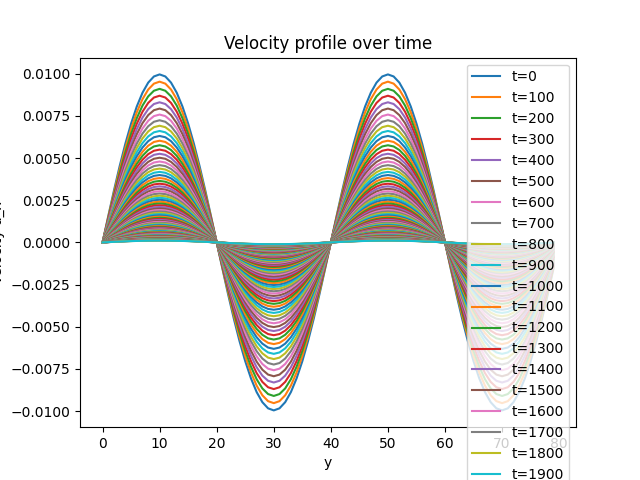 Velocity profile over time
0.0100
0.0075
0.0050
0.0025
0.0000
−0.0025
−0.0050
−0.0075
−0.0100
0
10
20
30
40
50
60
70
80
y
t=0
t=100
t=200
t=300
t=400
t=500
t=600
t=700
t=800
t=900
t=1000
t=1100
t=1200
t=1300
t=1400
t=1500
t=1600
t=1700
t=1800
t=1900